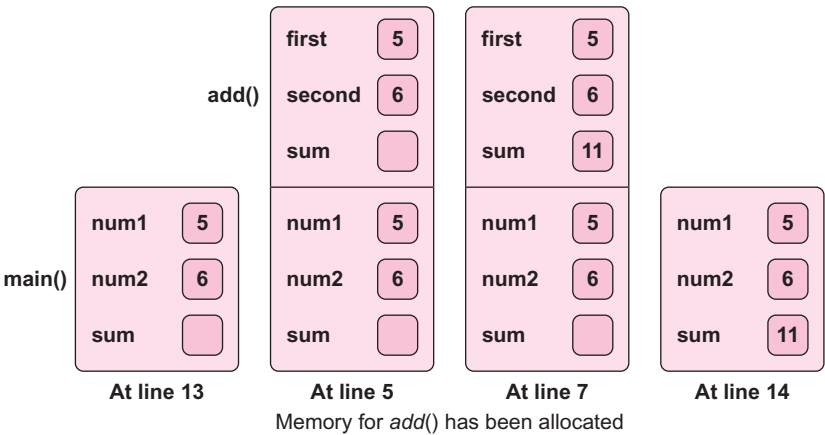 first 5 first 5
add() second 6 second 6
sum sum 11
num1 5 num1 5 num1 5 num1 5
main() num2 6 num2 6 num2 6 num2 6
sum sum sum sum 11
At line 13 At line 5 At line 7 At line 14
Memory for add() has been allocated